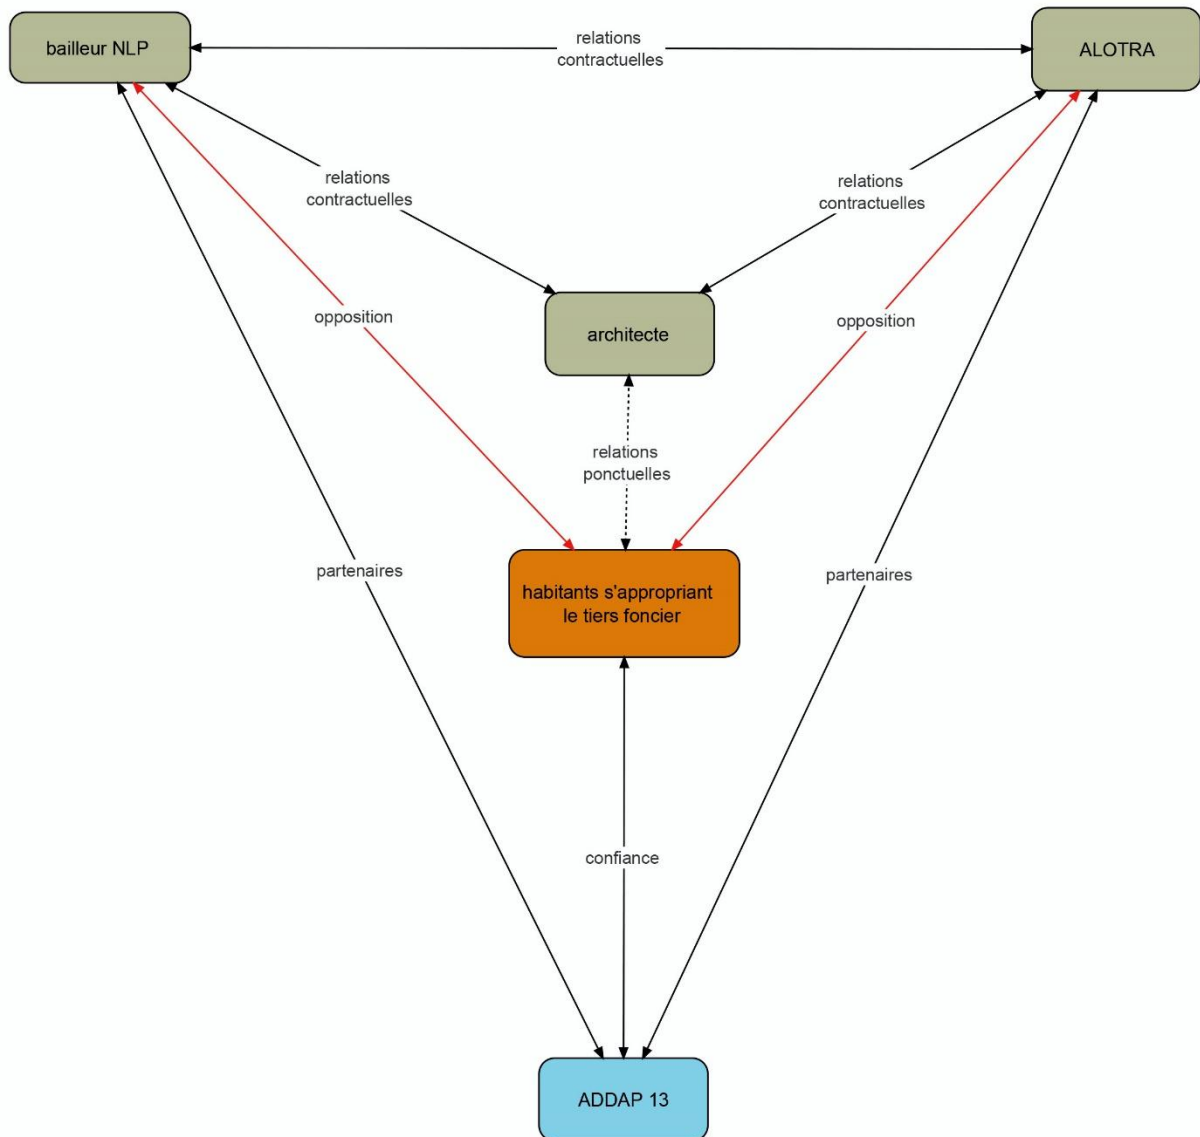 bailleur NLP
relations
contractuelles
ALOTRA
relations
contractuelles
relations
contractuelles
opposition
architecte
opposition
relations
ponctuelles
partenaires
habitants s'appropriant
le tiers foncier
partenaires
confiance
ADDAP 13